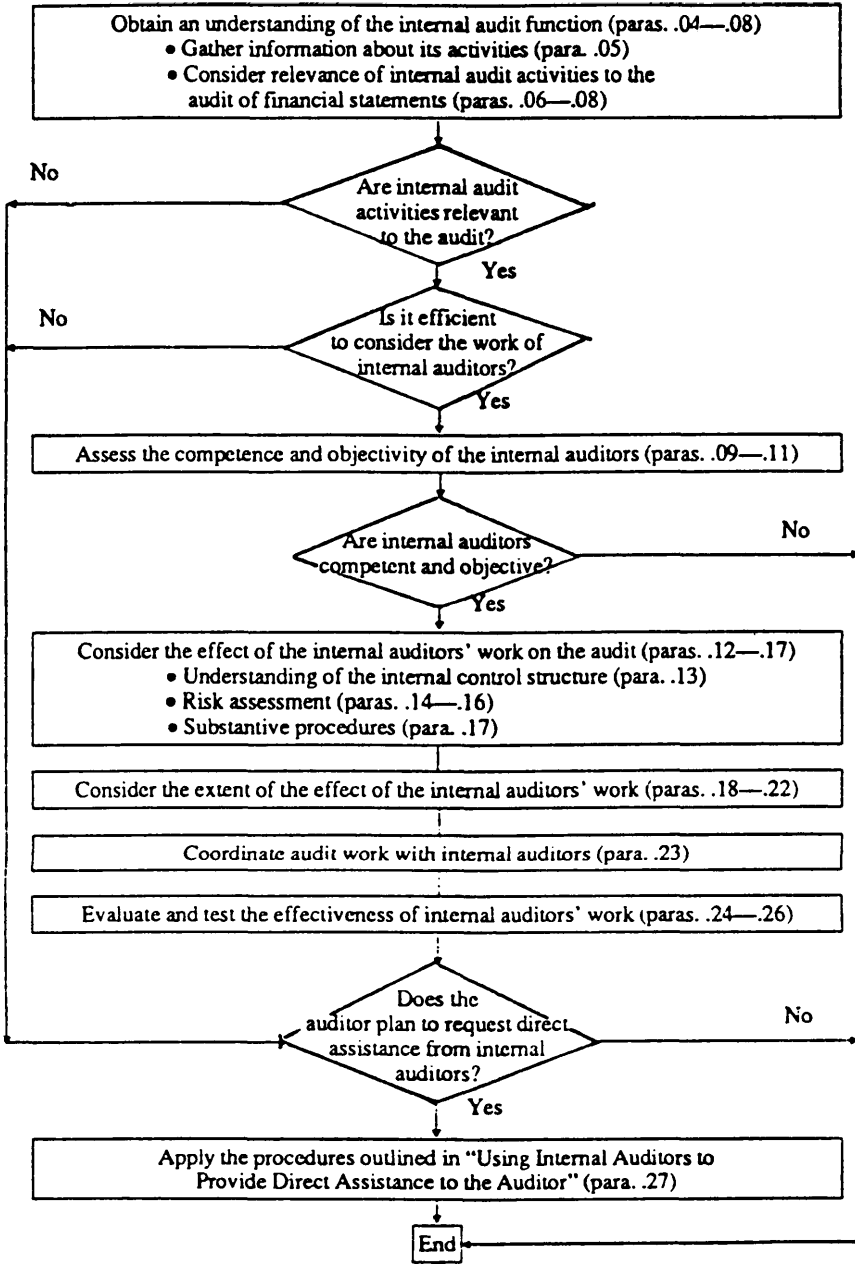 Obtain an understanding of the internal audit function (paras. .04—.08)
• Gather information about its activities (para. .05)
• Consider relevance of internal audit activities to the
audit of financial statements (paras. .06—.08)
No
Are internal audit
activities relevant
to the audit?
Yes
No
Is it efficient
to consider the work of
internal auditors?
Yes
Assess the competence and objectivity of the internal auditors (paras. .09—.11)
No
Are internal auditors
competent and objective?
Yes
Consider the effect of the internal auditors' work on the audit (paras. .12—.17)
• Understanding of the internal control structure (para. .13)
• Risk assessment (paras. .14—.16)
• Substantive procedures (para. .17)
Consider the extent of the effect of the internal auditors' work (paras. .18—.22)
Coordinate audit work with internal auditors (para. .23)
Evaluate and test the effectiveness of internal auditors' work (paras. .24—.26)
Does the
auditor plan to request direct
assistance from internal
auditors?
No
Yes
Apply the procedures outlined in “Using Internal Auditors to
Provide Direct Assistance to the Auditor” (para. .27)
End